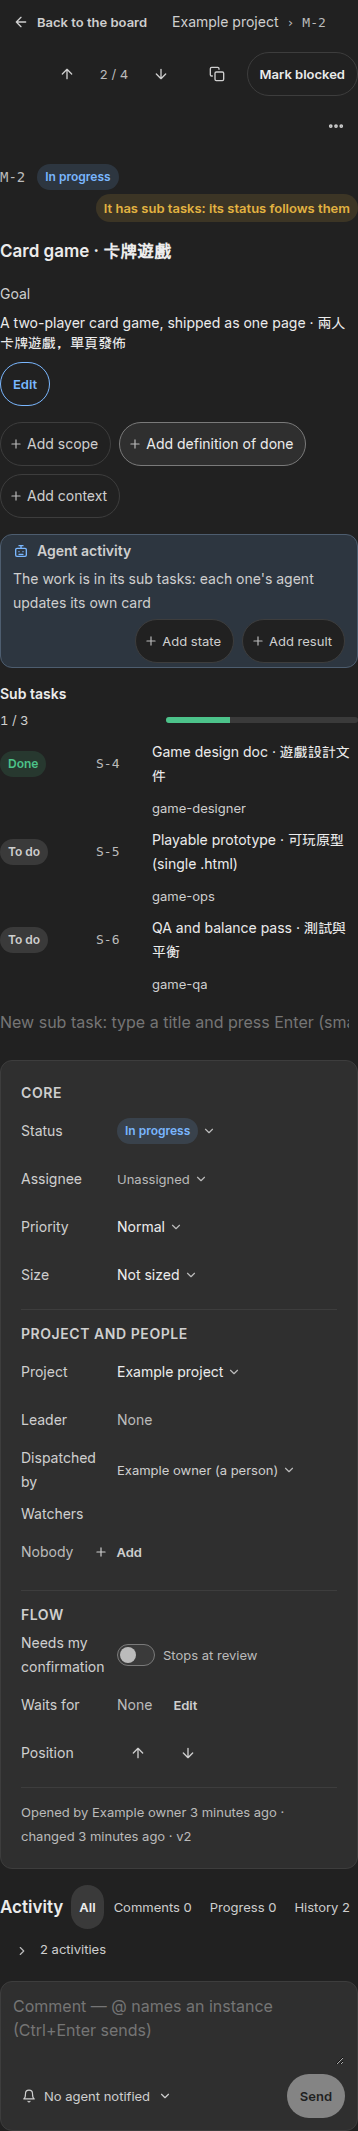 Back to the board Example project › M-2
2 / 4 Mark blocked
M-2 In progress
It has sub tasks: its status follows them
Card game · 卡牌遊戲
Goal
A two-player card game, shipped as one page · 兩人
卡牌遊戲，單頁發佈
Edit
+ Add scope + Add definition of done
+ Add context
Agent activity
The work is in its sub tasks: each one's agent
updates its own card
+ Add state + Add result
Sub tasks
1 / 3
Done S-4 Game design doc · 遊戲設計文
件
game-designer
To do S-5 Playable prototype · 可玩原型
(single .html)
game-ops
To do S-6 QA and balance pass · 測試與
平衡
game-qa
New sub task: type a title and press Enter (sma
CORE
Status In progress
Assignee Unassigned
Priority Normal
Size Not sized
PROJECT AND PEOPLE
Project Example project
Leader None
Dispatched
by Example owner (a person)
Watchers
Nobody + Add
FLOW
Needs my
confirmation Stops at review
Waits for None Edit
Position
Opened by Example owner 3 minutes ago ·
changed 3 minutes ago · v2
Activity All Comments 0 Progress 0 History 2
2 activities
Comment — @ names an instance
(Ctrl+Enter sends)
No agent notified Send